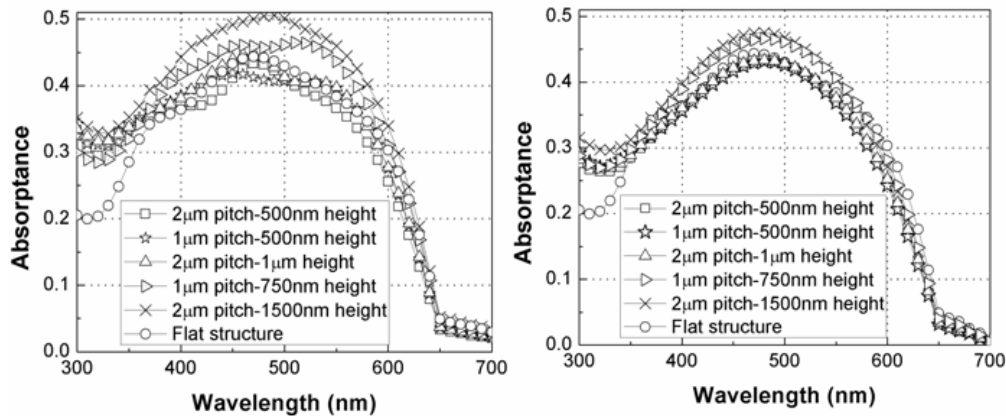 0.5
0.4
0.3
0.2
0.1
0.0
Absorptance
2μm pitch-500nm height
1μm pitch-500nm height
2μm pitch-1μm height
1μm pitch-750nm height
2μm pitch-1500nm height
Flat structure
300 400 500 600 700
Wavelength (nm)
0.5
0.4
0.3
0.2
0.1
0.0
Absorptance
2μm pitch-500nm height
1μm pitch-500nm height
2μm pitch-1μm height
1μm pitch-750nm height
2μm pitch-1500nm height
Flat structure
300 400 500 600 700
Wavelength (nm)